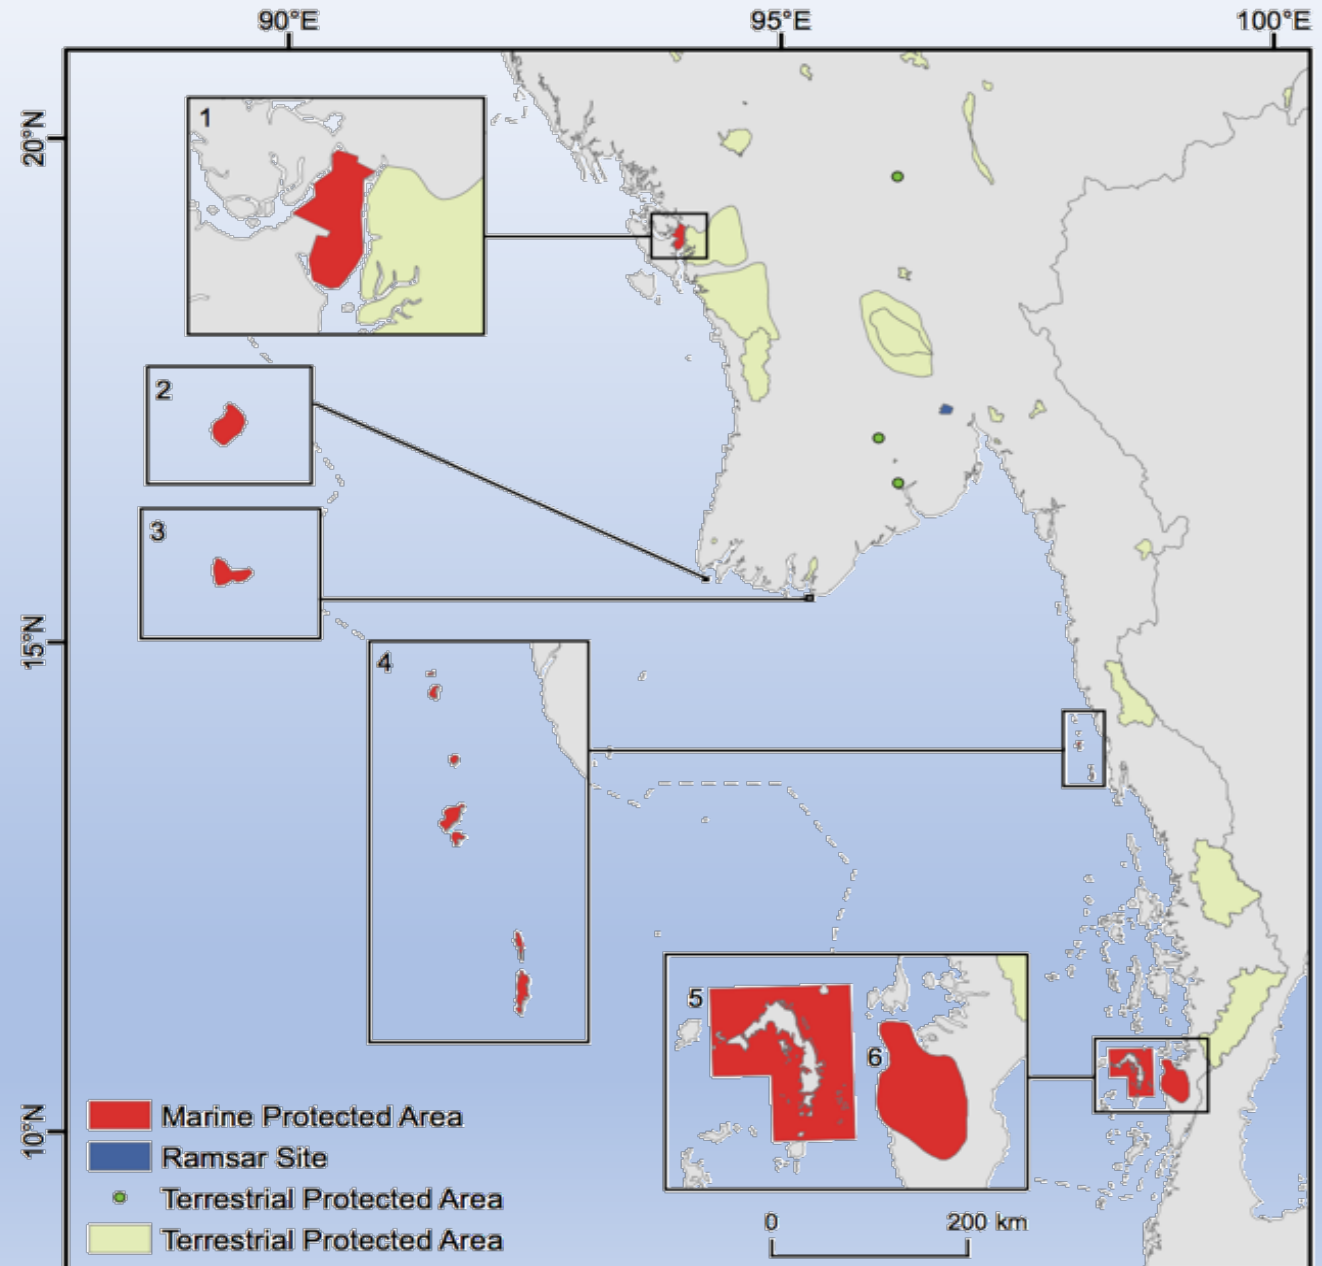 90°E 95°E 100°E
20°N
15°N
10°N
1
2
3
4
5
6
Marine Protected Area
Ramsar Site
Terrestrial Protected Area
Terrestrial Protected Area
0 200 km